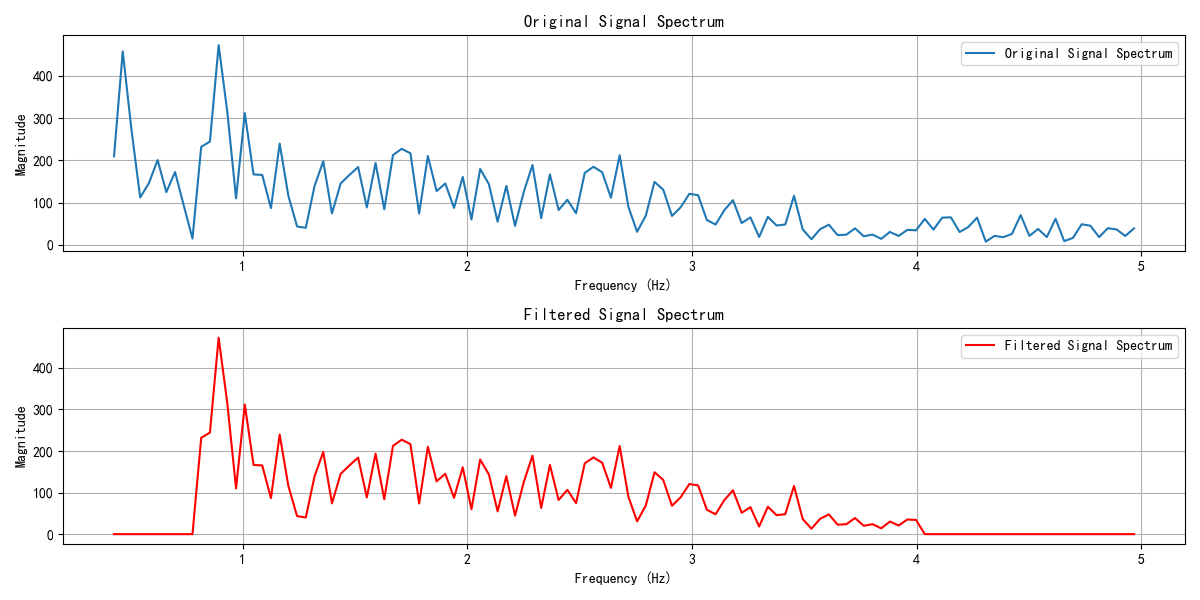 Original Signal Spectrum
Original Signal Spectrum
400
300
200
100
0
Magnitude
1 2 3 4 5
Frequency (Hz)
Filtered Signal Spectrum
Filtered Signal Spectrum
400
300
200
100
0
Magnitude
1 2 3 4 5
Frequency (Hz)